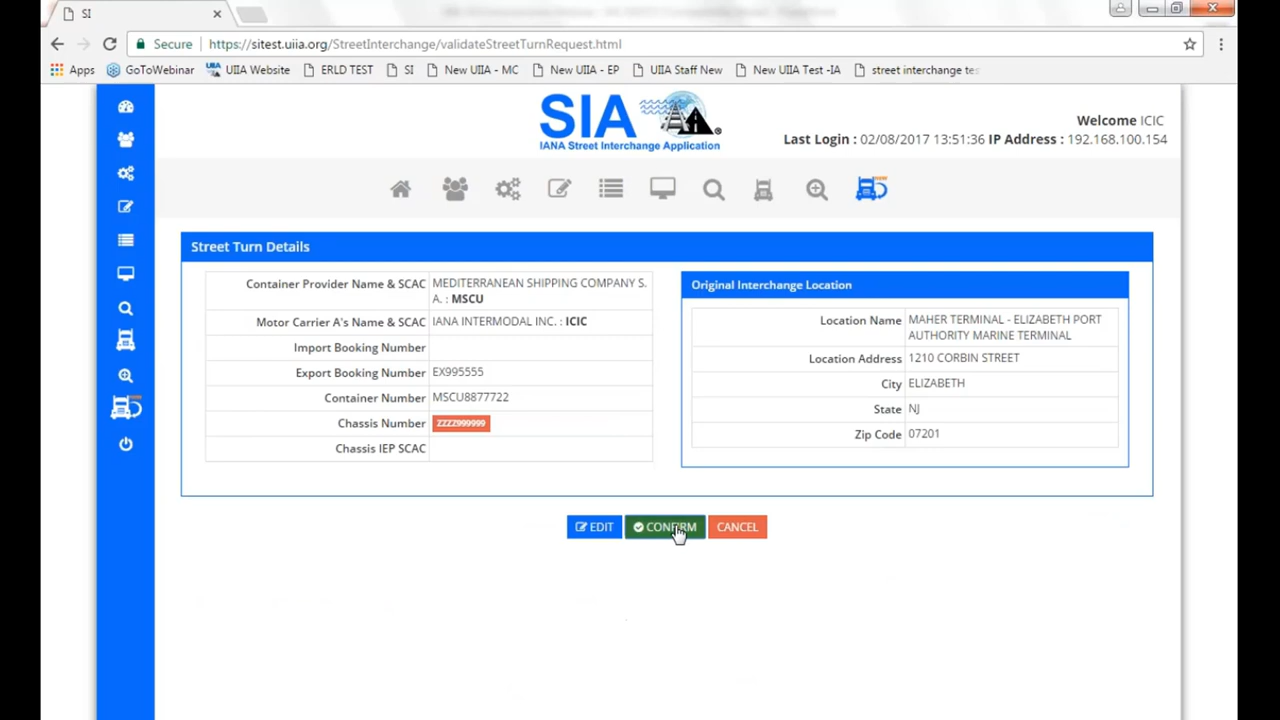 SI
Secure https://sitest.uiia.org/StreetInterchange/validateStreetTurnRequest.html
Apps GoToWebinar UIIA Website ERLD TEST SI New UIIA - MC New UIIA - EP UIIA Staff New New UIIA Test -IA street interchange tes
SIA
IANA Street Interchange Application
Welcome ICIC
Last Login : 02/08/2017 13:51:36 IP Address : 192.168.100.154
Street Turn Details
Container Provider Name & SCAC MEDITERRANEAN SHIPPING COMPANY S.
A. : MSCU
Motor Carrier A's Name & SCAC IANA INTERMODAL INC. : ICIC
Import Booking Number
Export Booking Number EX995555
Container Number MSCU8877722
Chassis Number ZZZZ999999
Chassis IEP SCAC
Original Interchange Location
Location Name MAHER TERMINAL - ELIZABETH PORT
AUTHORITY MARINE TERMINAL
Location Address 1210 CORBIN STREET
City ELIZABETH
State NJ
Zip Code 07201
EDIT CONFIRM CANCEL